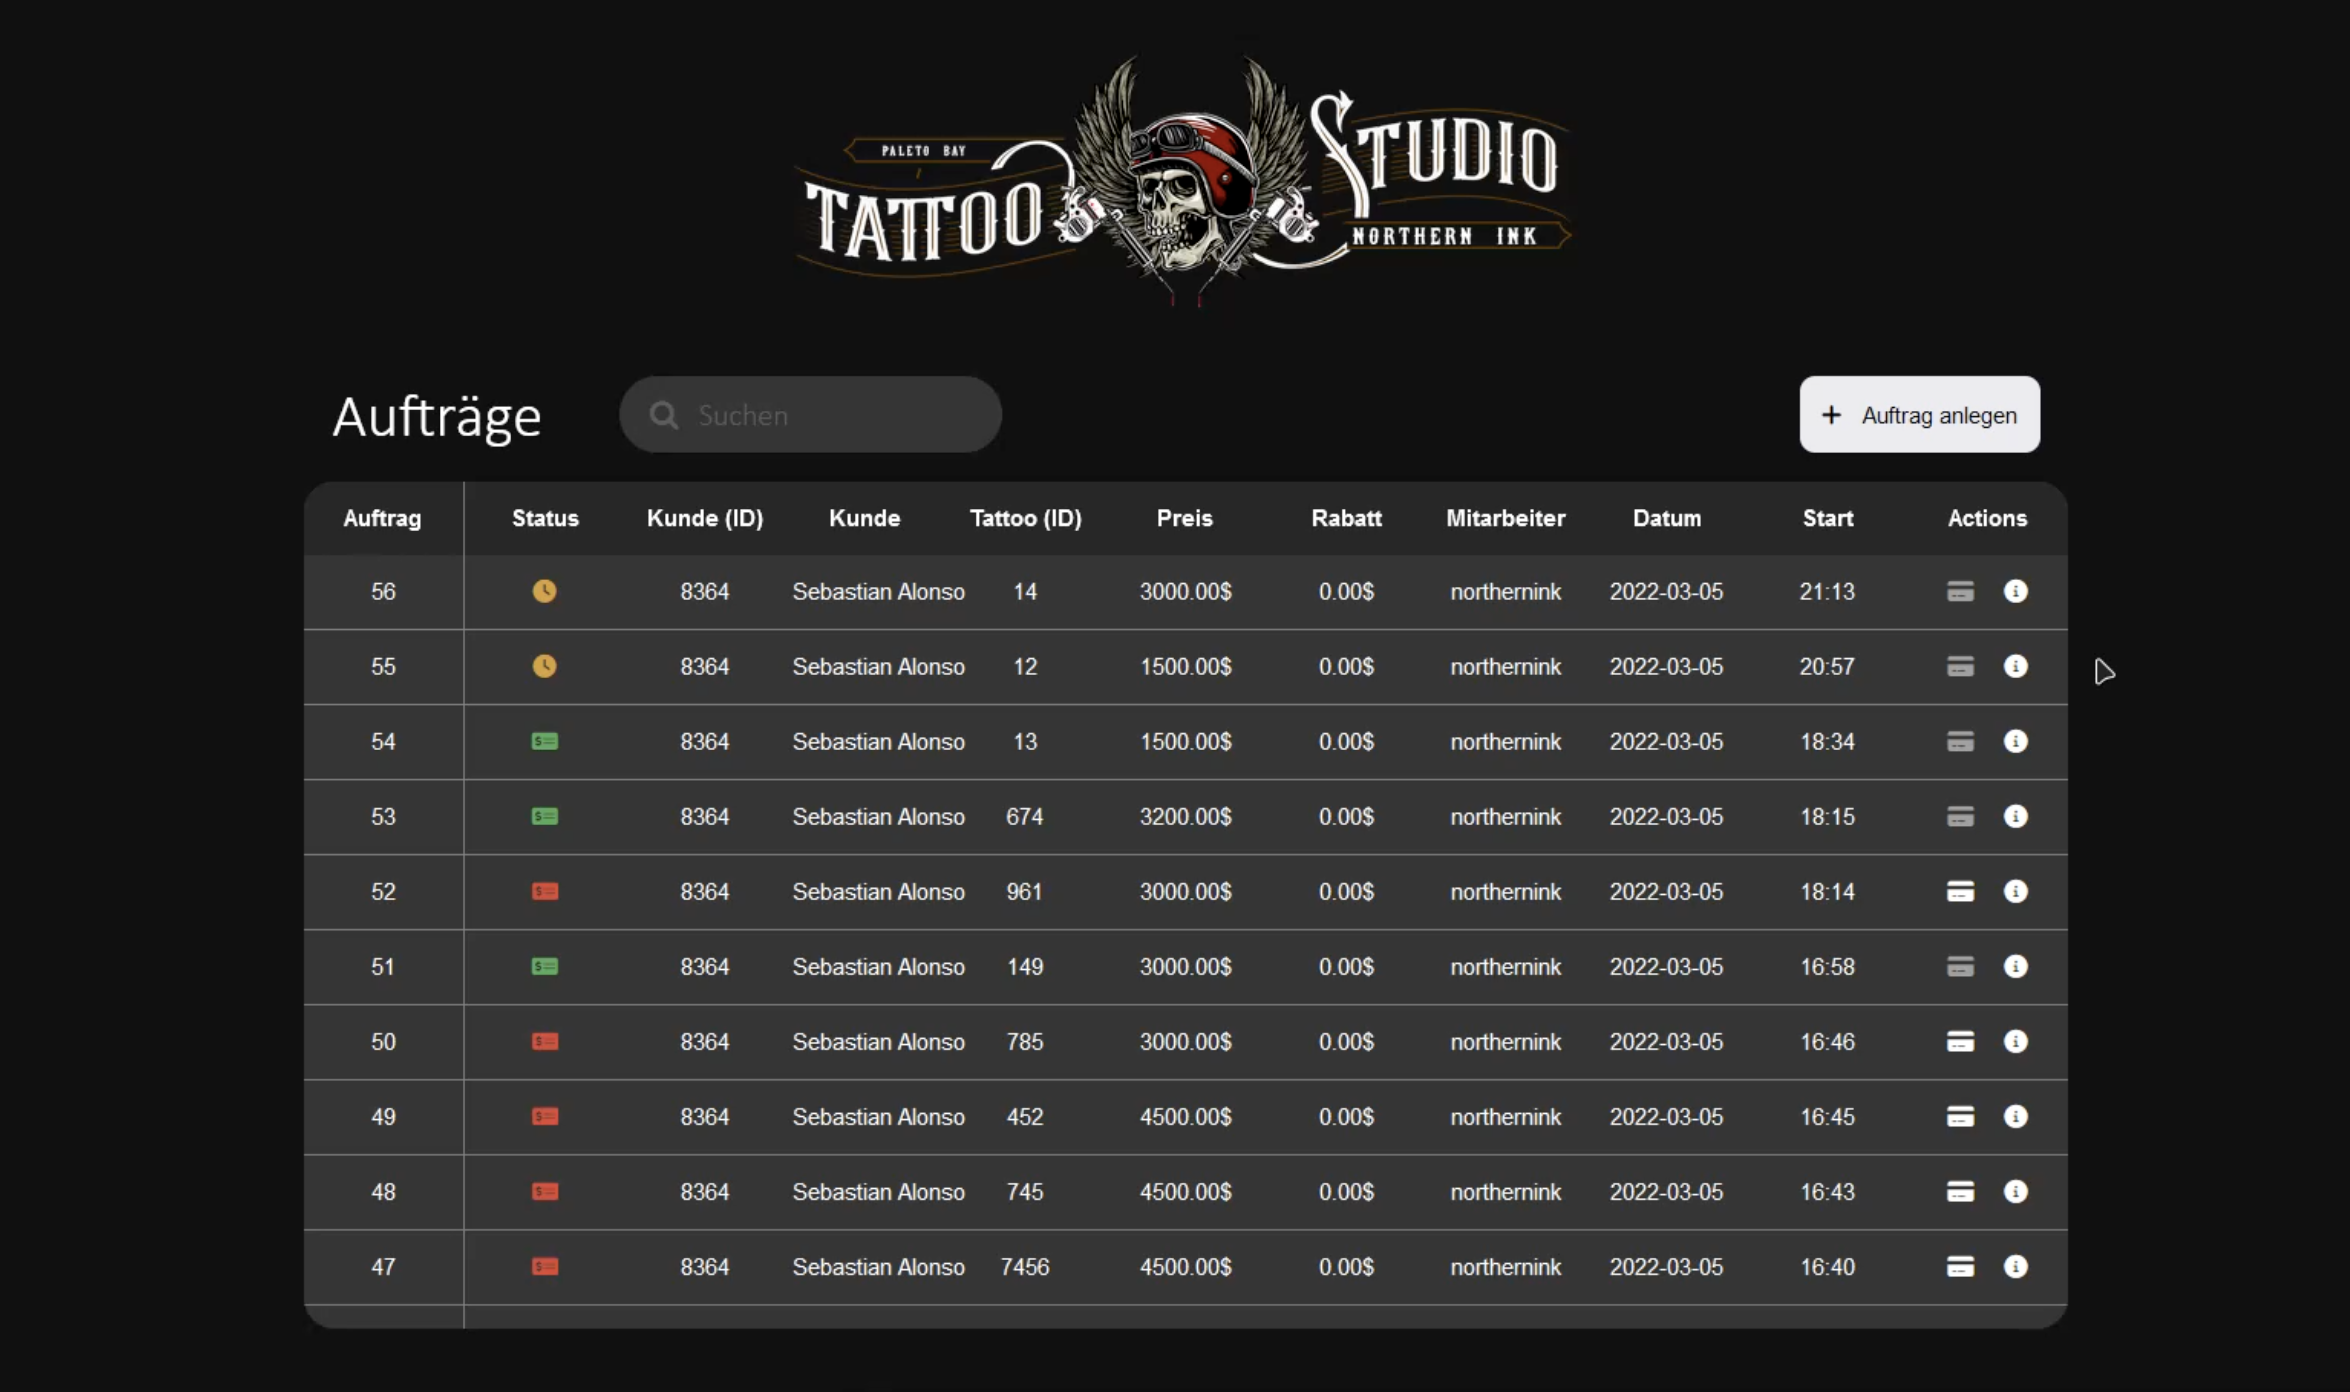 PALETO BAY
TATTOO STUDIO
NORTHERN INK
Aufträge Suchen + Auftrag anlegen
Auftrag Status Kunde (ID) Kunde Tattoo (ID) Preis Rabatt Mitarbeiter Datum Start Actions
56 8364 Sebastian Alonso 14 3000.00$ 0.00$ northernink 2022-03-05 21:13
55 8364 Sebastian Alonso 12 1500.00$ 0.00$ northernink 2022-03-05 20:57
54 8364 Sebastian Alonso 13 1500.00$ 0.00$ northernink 2022-03-05 18:34
53 8364 Sebastian Alonso 674 3200.00$ 0.00$ northernink 2022-03-05 18:15
52 8364 Sebastian Alonso 961 3000.00$ 0.00$ northernink 2022-03-05 18:14
51 8364 Sebastian Alonso 149 3000.00$ 0.00$ northernink 2022-03-05 16:58
50 8364 Sebastian Alonso 785 3000.00$ 0.00$ northernink 2022-03-05 16:46
49 8364 Sebastian Alonso 452 4500.00$ 0.00$ northernink 2022-03-05 16:45
48 8364 Sebastian Alonso 745 4500.00$ 0.00$ northernink 2022-03-05 16:43
47 8364 Sebastian Alonso 7456 4500.00$ 0.00$ northernink 2022-03-05 16:40